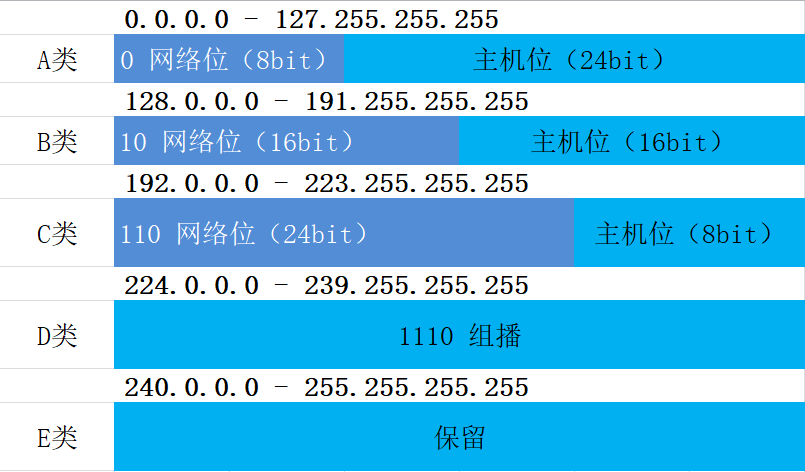 0.0.0.0 - 127.255.255.255
A类 0 网络位（8bit） 主机位（24bit）
128.0.0.0 - 191.255.255.255
B类 10 网络位（16bit） 主机位（16bit）
192.0.0.0 - 223.255.255.255
C类 110 网络位（24bit） 主机位（8bit）
224.0.0.0 - 239.255.255.255
D类 1110 组播
240.0.0.0 - 255.255.255.255
E类 保留